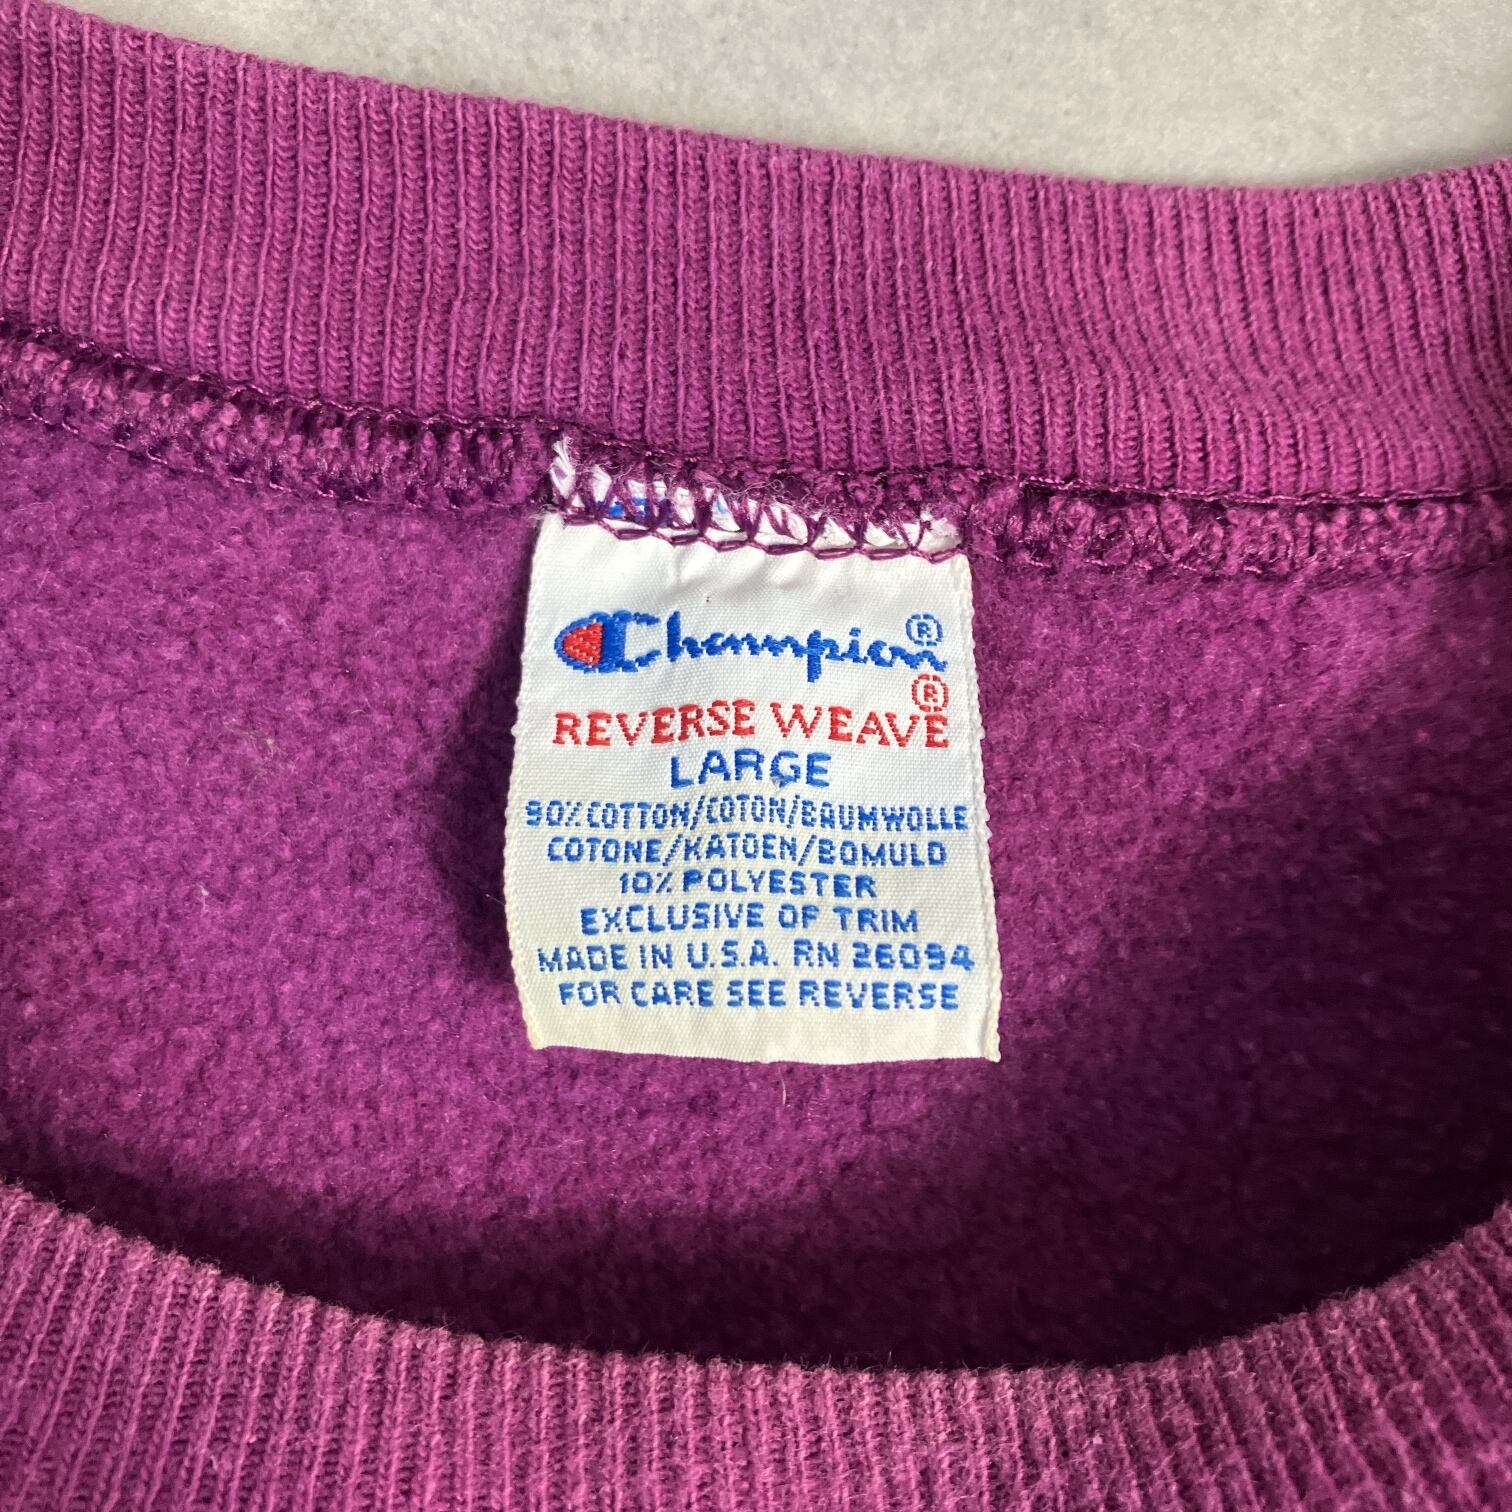 Champion®
REVERSE WEAVE®
LARGE
90% COTTON/COTON/BAUMWOLLE
COTONE/KATOEN/BOMULD
10% POLYESTER
EXCLUSIVE OF TRIM
MADE IN U.S.A. RN 26094
FOR CARE SEE REVERSE